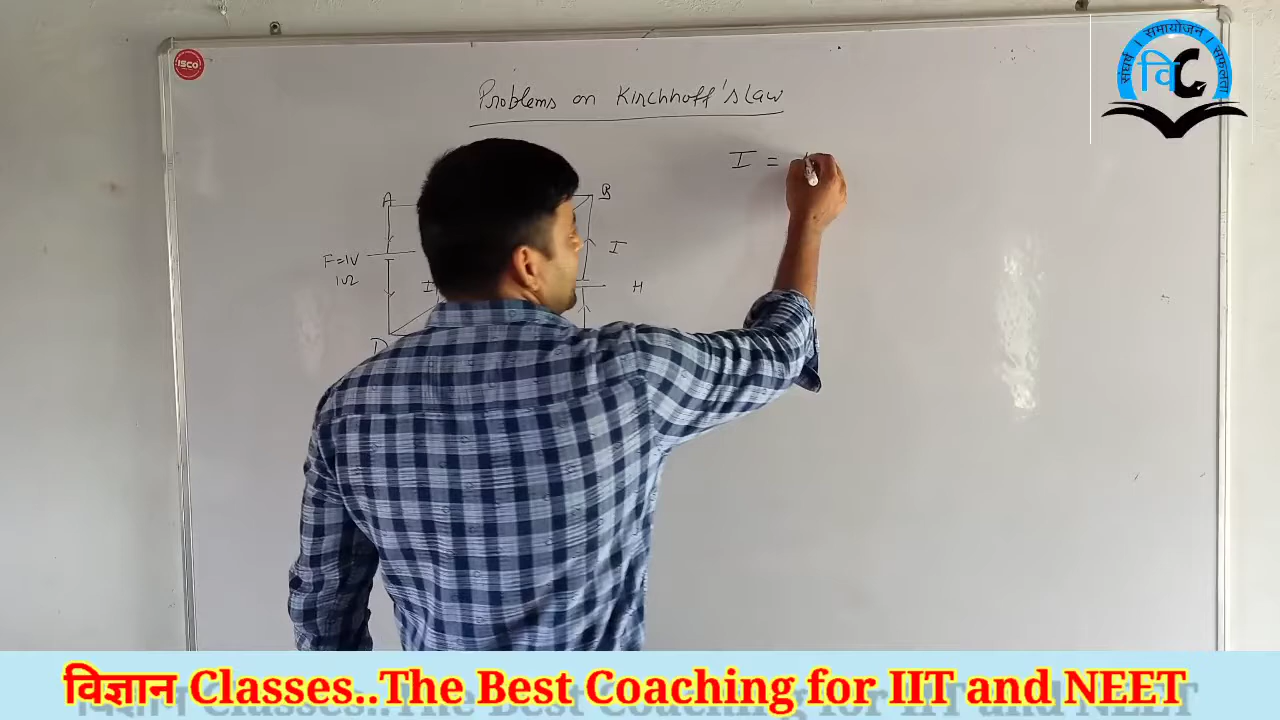 ISCO
संघर्ष । समायोजन । सफलता
वि C
Problems on Kirchhoff's Law
I =
A
B
F=1V
1Ω
I
I
H
D
विज्ञान Classes..The Best Coaching for IIT and NEET